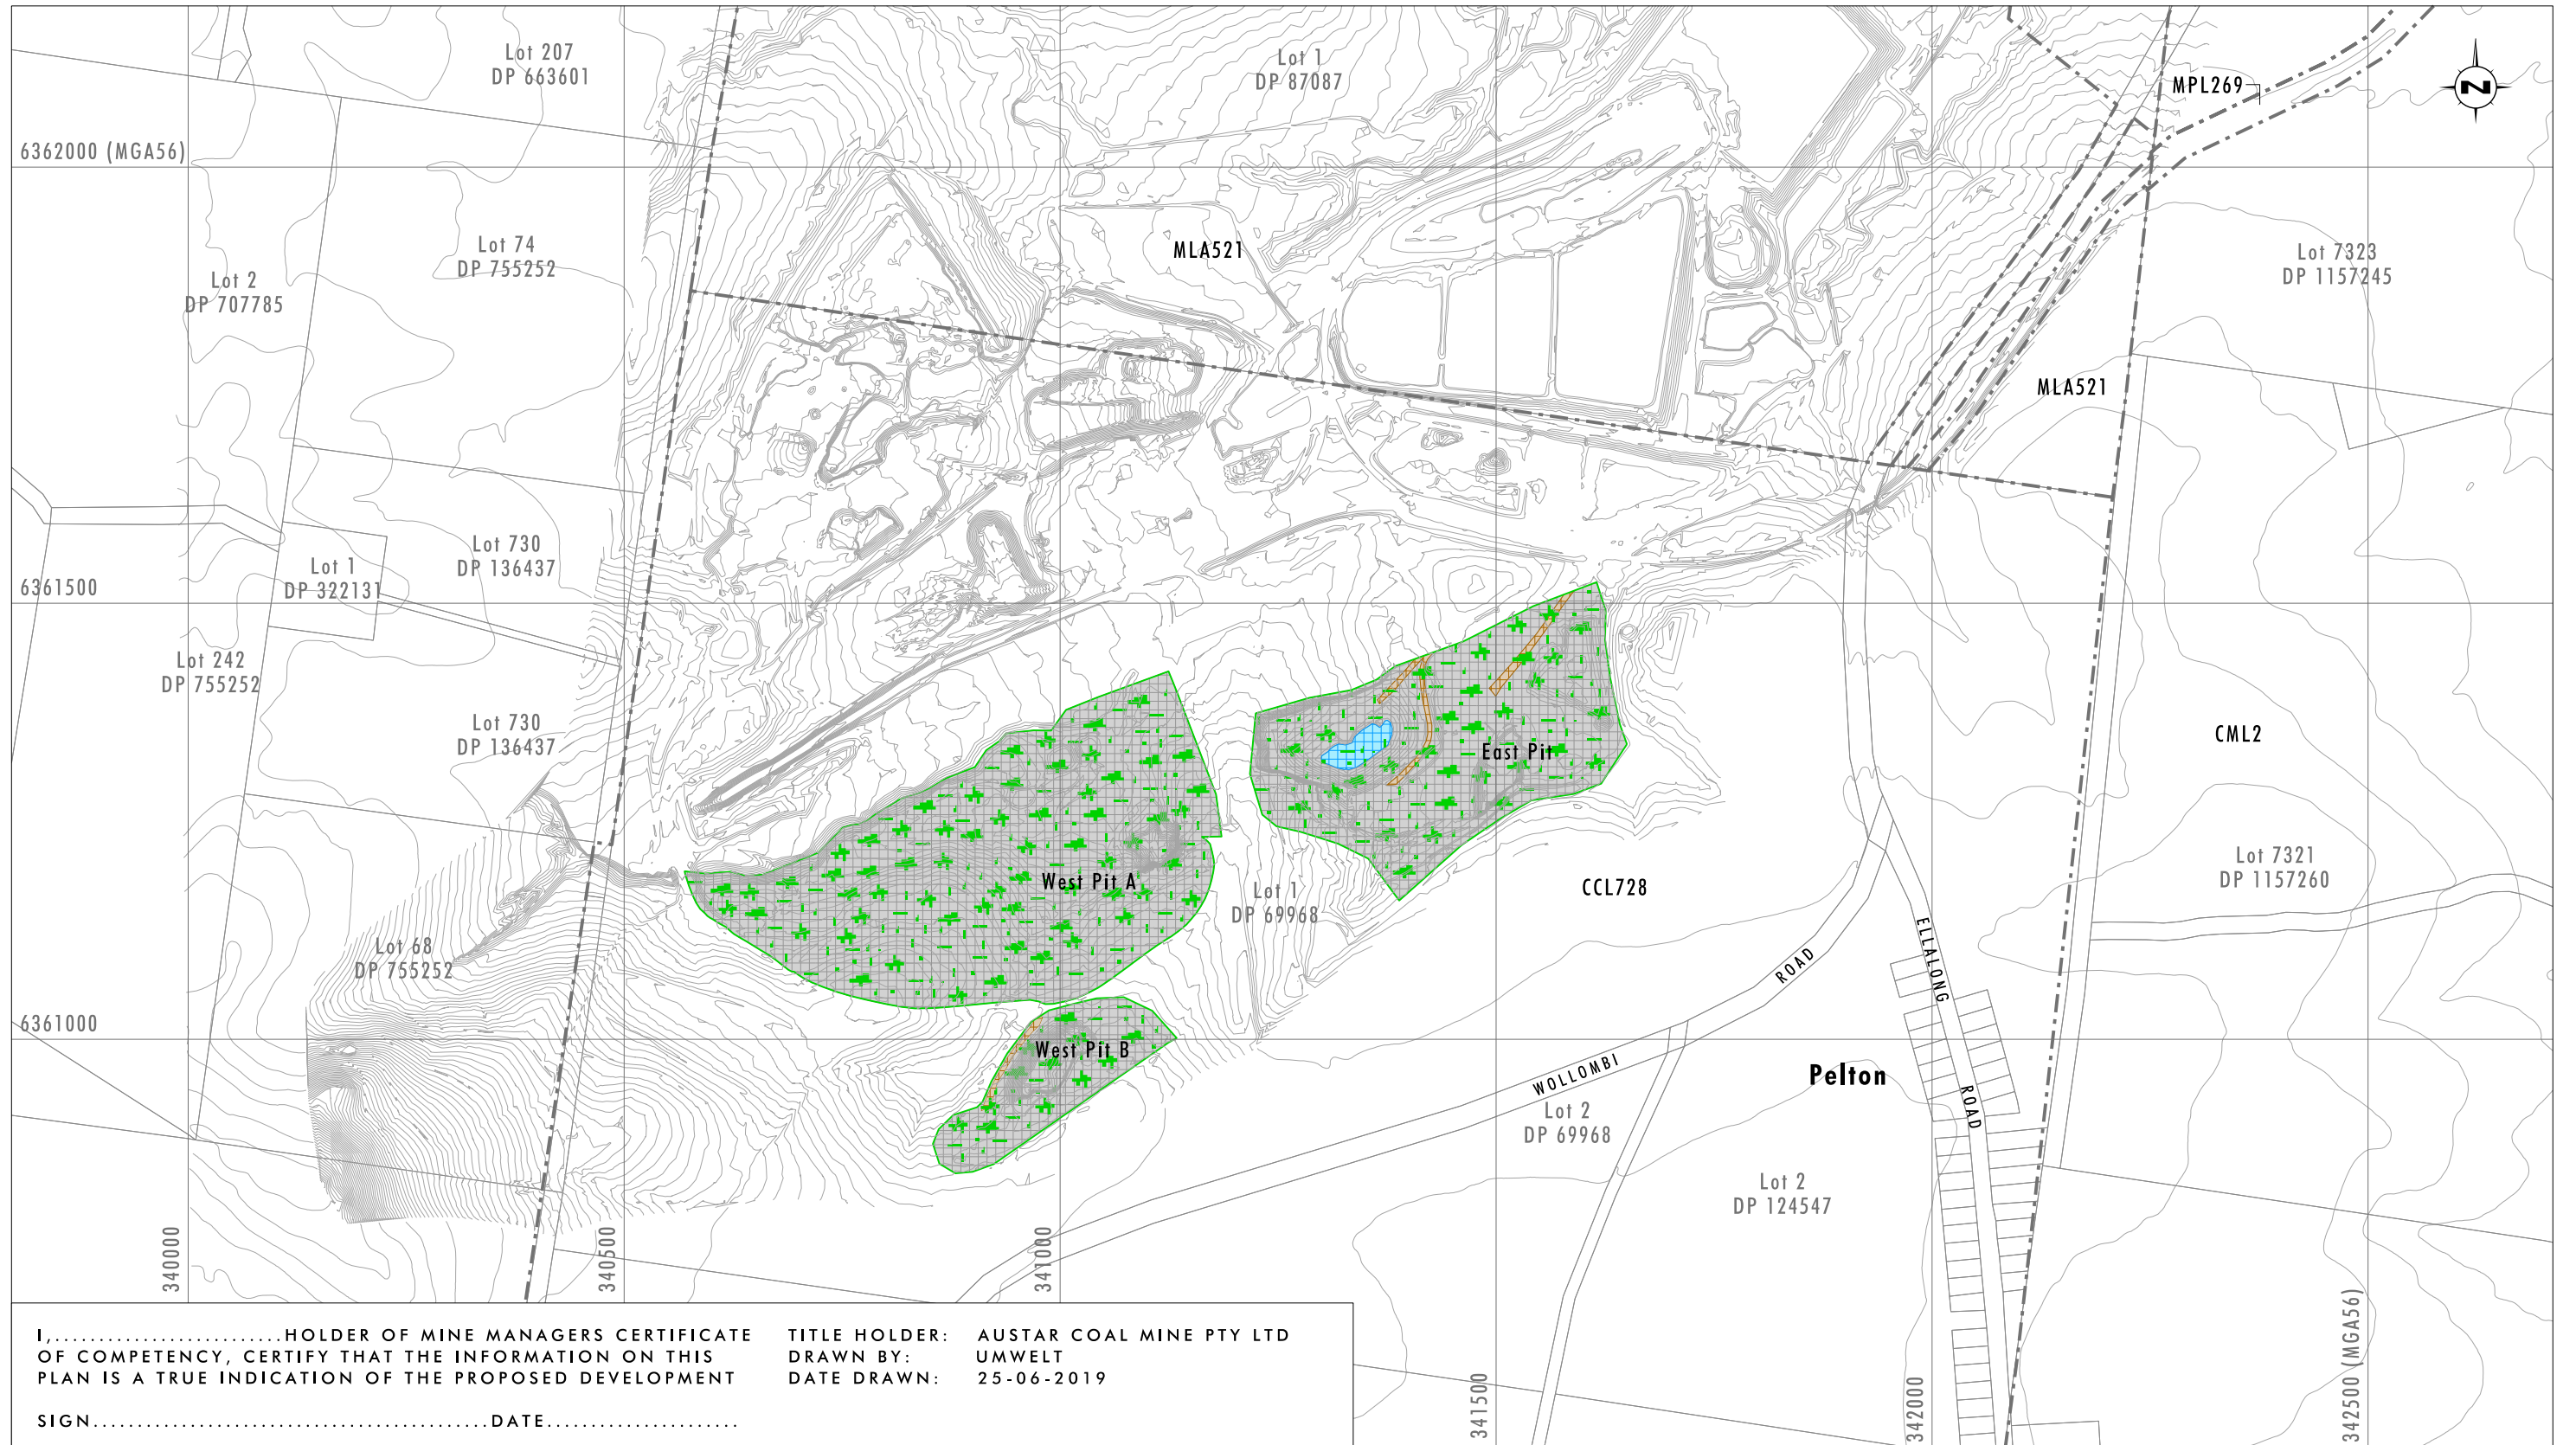 Lot 207
DP 663601
Lot 1
DP 87087
MPL269
N
6362000 (MGA56)
Lot 74
DP 755252
MLA521
Lot 7323
DP 1157245
Lot 2
DP 707785
MLA521
Lot 730
DP 136437
Lot 1
DP 322131
6361500
Lot 242
DP 755252
Lot 730
DP 136437
East Pit
CML2
West Pit A
CCL728
Lot 1
DP 69968
Lot 7321
DP 1157260
Lot 68
DP 755252
ELLALONG
ROAD
ROAD
6361000
West Pit B
WOLLOMBI
Pelton
Lot 2
DP 69968
Lot 2
DP 124547
340000
340500
341000
341500
342000
342500 (MGA56)
I,..........................HOLDER OF MINE MANAGERS CERTIFICATE
OF COMPETENCY, CERTIFY THAT THE INFORMATION ON THIS
PLAN IS A TRUE INDICATION OF THE PROPOSED DEVELOPMENT
SIGN.............................................DATE......................
TITLE HOLDER: AUSTAR COAL MINE PTY LTD
DRAWN BY: UMWELT
DATE DRAWN: 25-06-2019